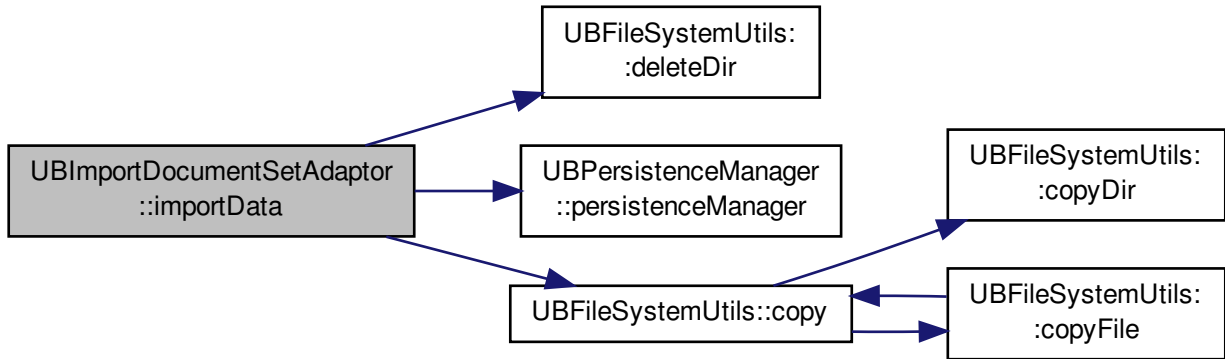 UBFileSystemUtils:
:deleteDir
UBImportDocumentSetAdaptor
::importData
UBPersistenceManager
::persistenceManager
UBFileSystemUtils::copy
UBFileSystemUtils:
:copyDir
UBFileSystemUtils:
:copyFile